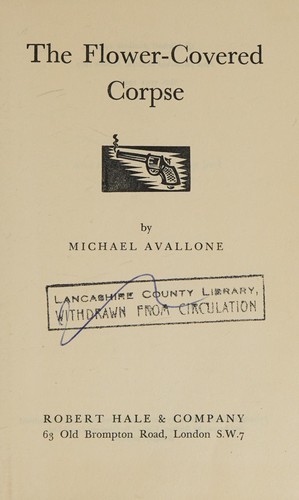 The Flower-Covered
Corpse
by
MICHAEL AVALLONE
LANCASHIRE COUNTY LIBRARY,
WITHDRAWN FROM CIRCULATION
ROBERT HALE & COMPANY
63 Old Brompton Road, London S.W.7